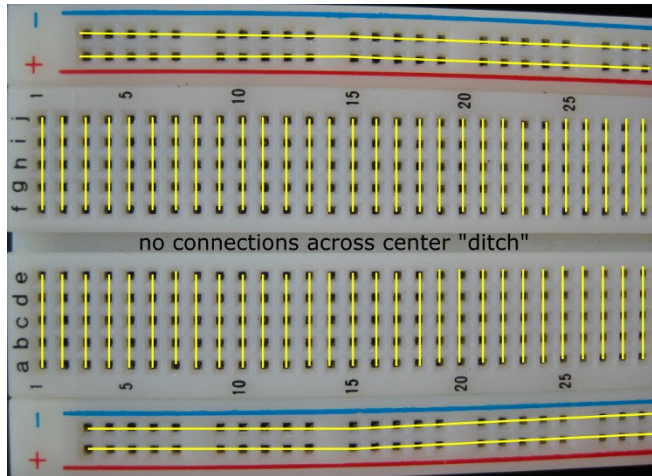 −
+
1 5 10 15 20 25
j
i
h
g
f
no connections across center "ditch"
e
d
c
b
a
1 5 10 15 20 25
−
+